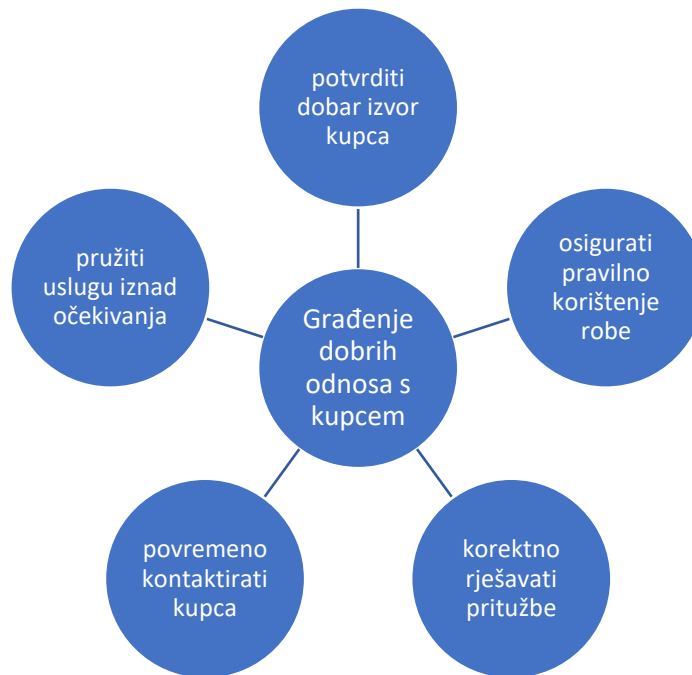 potvrditi
dobar izvor
kupca
osigurati
pravilno
korištenje
robe
korektno
rješavati
pritužbe
povremeno
kontaktirati
kupca
pružiti
uslugu iznad
očekivanja
Građenje
dobrih
odnosa s
kupcem